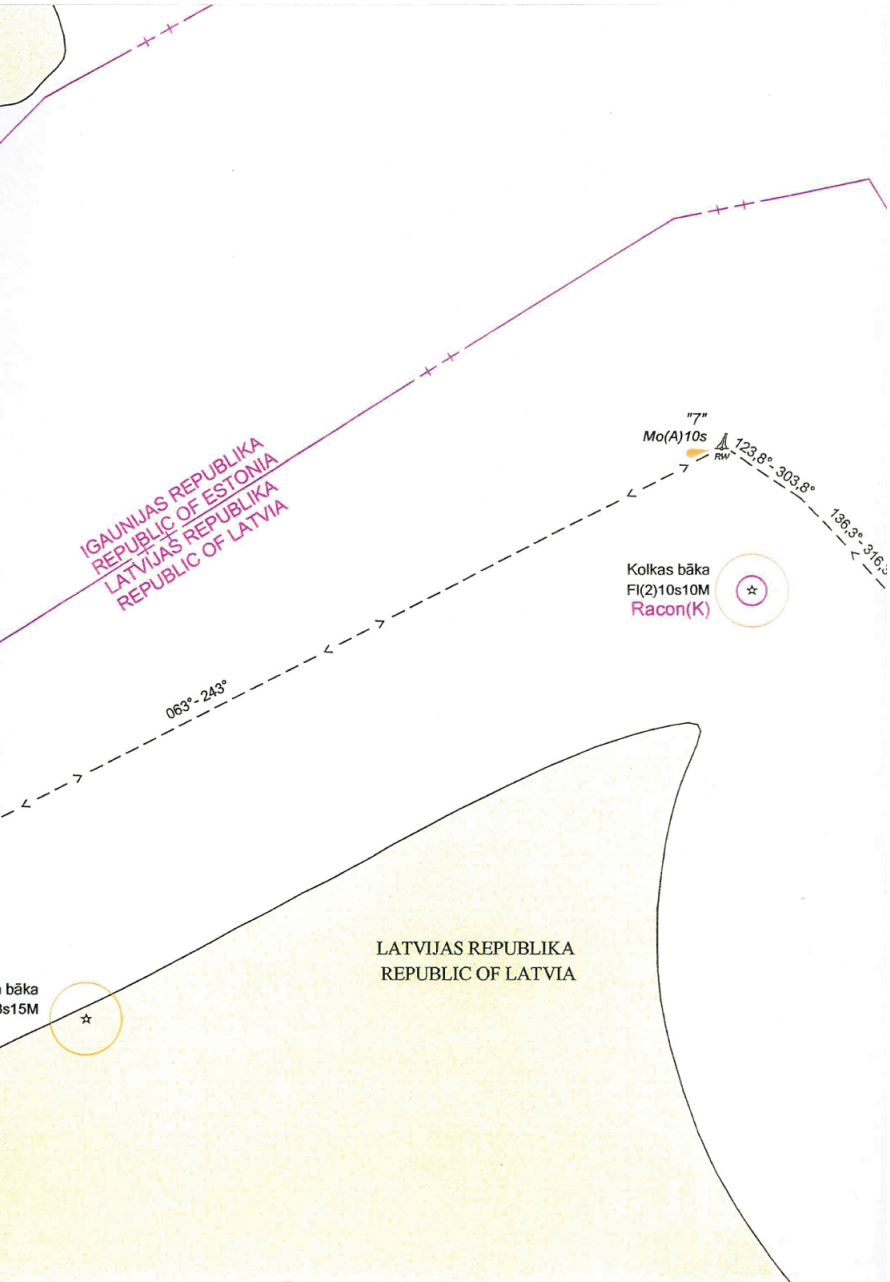 "7"
Mo(A)10s
RW
123,8°-303,8°
136,3°-316,3
IGAUNIJAS REPUBLIKA
REPUBLIC OF ESTONIA
LATVIJAS REPUBLIKA
REPUBLIC OF LATVIA
Kolkas bāka
Fl(2)10s10M
Racon(K)
063°-243°
LATVIJAS REPUBLIKA
REPUBLIC OF LATVIA
bāka
s15M